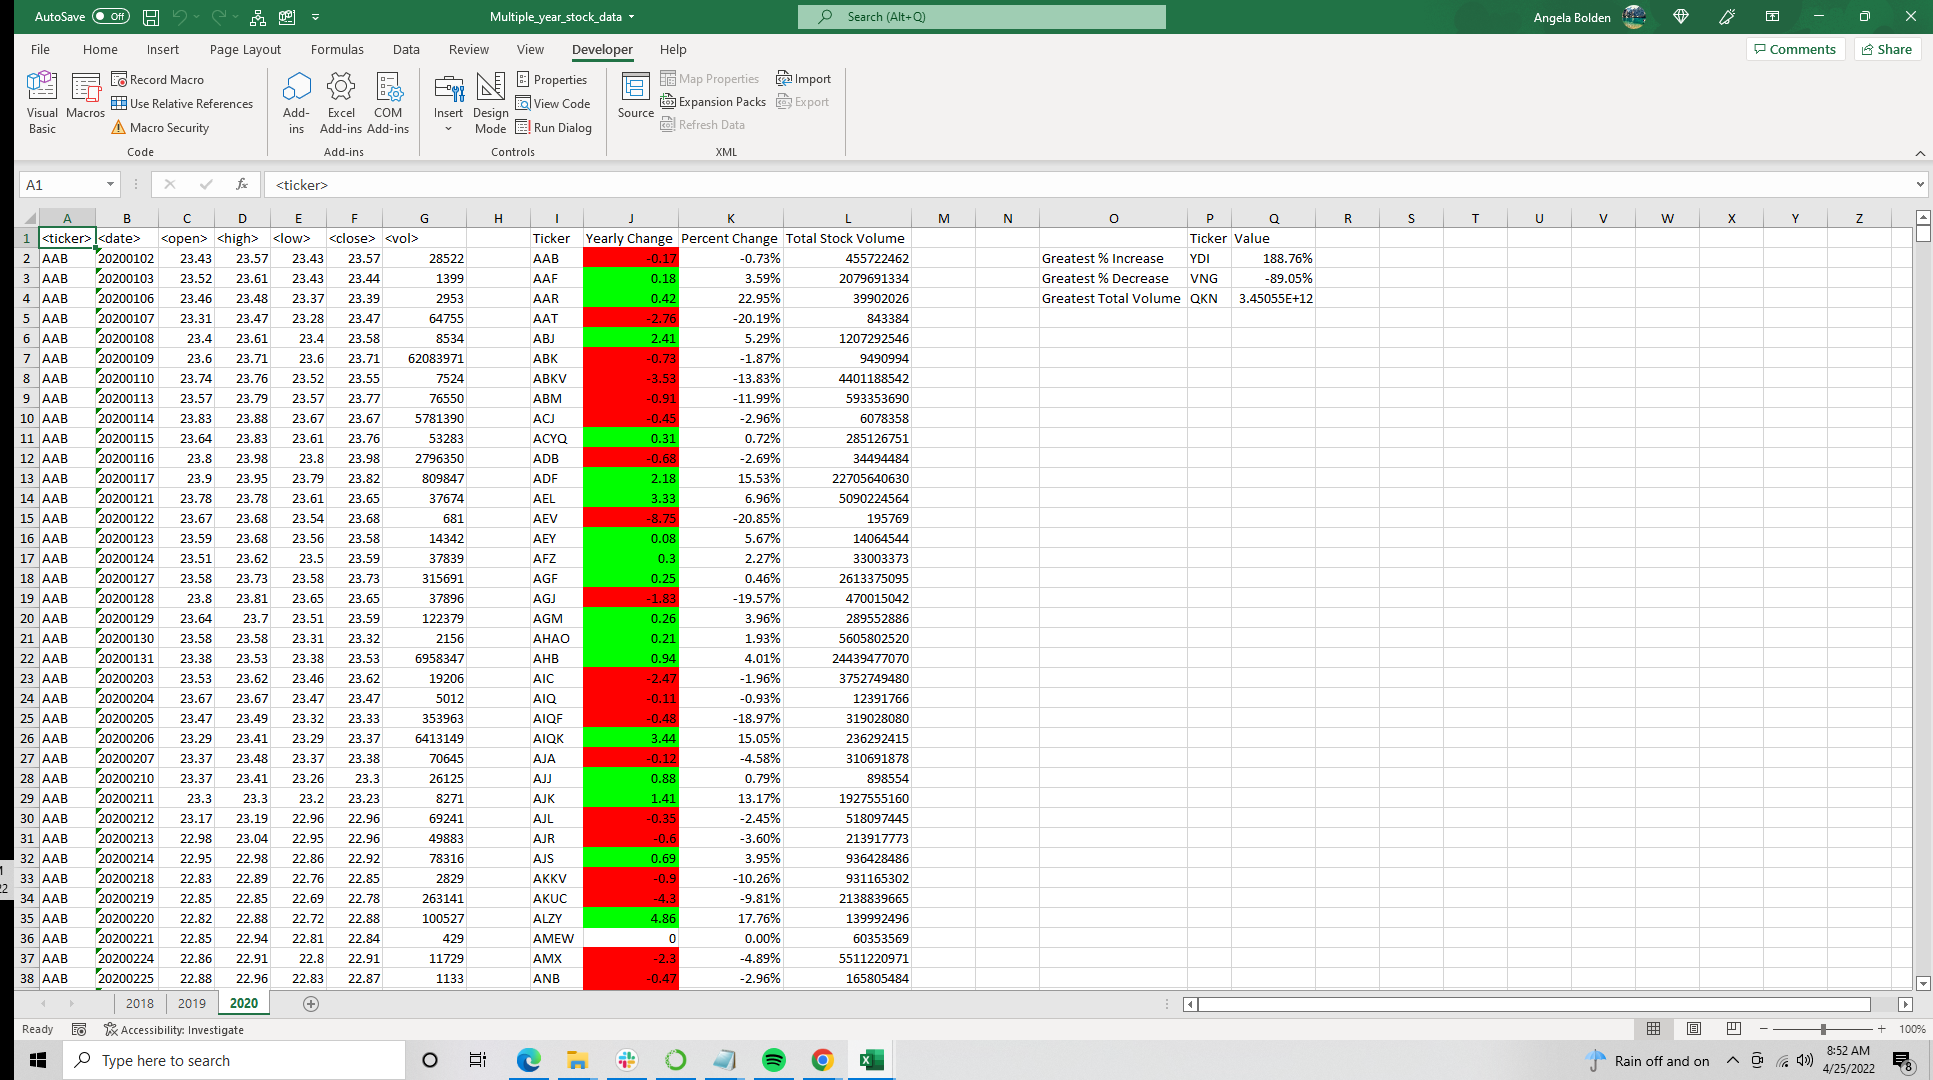 AutoSave Off Multiple_year_stock_data Search (Alt+Q) Angela Bolden
File Home Insert Page Layout Formulas Data Review View Developer Help Comments Share
Visual Basic Macros Record Macro Use Relative References Macro Security
Code
Add-ins Excel Add-ins COM Add-ins
Add-ins
Insert Design Mode Properties View Code Run Dialog
Controls
Source Map Properties Expansion Packs Refresh Data Import Export
XML
A1 fx <ticker>
A B C D E F G H I J K L M N O P Q R S T U V W X Y Z
1 <ticker> <date> <open> <high> <low> <close> <vol> Ticker Yearly Change Percent Change Total Stock Volume Ticker Value
2 AAB 20200102 23.43 23.57 23.43 23.57 28522 AAB -0.17 -0.73% 455722462 Greatest % Increase YDI 188.76%
3 AAB 20200103 23.52 23.61 23.43 23.44 1399 AAF 0.18 3.59% 2079691334 Greatest % Decrease VNG -89.05%
4 AAB 20200106 23.46 23.48 23.37 23.39 2953 AAR 0.42 22.95% 39902026 Greatest Total Volume QKN 3.45055E+12
5 AAB 20200107 23.31 23.47 23.28 23.47 64755 AAT -2.76 -20.19% 843384
6 AAB 20200108 23.4 23.61 23.4 23.58 8534 ABJ 2.41 5.29% 1207292546
7 AAB 20200109 23.6 23.71 23.6 23.71 62083971 ABK -0.73 -1.87% 9490994
8 AAB 20200110 23.74 23.76 23.52 23.55 7524 ABKV -3.53 -13.83% 4401188542
9 AAB 20200113 23.57 23.79 23.57 23.77 76550 ABM -0.91 -11.99% 593353690
10 AAB 20200114 23.83 23.88 23.67 23.67 5781390 ACJ -0.45 -2.96% 6078358
11 AAB 20200115 23.64 23.83 23.61 23.76 53283 ACYQ 0.31 0.72% 285126751
12 AAB 20200116 23.8 23.98 23.8 23.98 2796350 ADB -0.68 -2.69% 34494484
13 AAB 20200117 23.9 23.95 23.79 23.82 809847 ADF 2.18 15.53% 22705640630
14 AAB 20200121 23.78 23.78 23.61 23.65 37674 AEL 3.33 6.96% 5090224564
15 AAB 20200122 23.67 23.68 23.54 23.68 681 AEV -8.75 -20.85% 195769
16 AAB 20200123 23.59 23.68 23.56 23.58 14342 AEY 0.08 5.67% 14064544
17 AAB 20200124 23.51 23.62 23.5 23.59 37839 AFZ 0.3 2.27% 33003373
18 AAB 20200127 23.58 23.73 23.58 23.73 315691 AGF 0.25 0.46% 2613375095
19 AAB 20200128 23.8 23.81 23.65 23.65 37896 AGJ -1.83 -19.57% 470015042
20 AAB 20200129 23.64 23.7 23.51 23.59 122379 AGM 0.26 3.96% 289552886
21 AAB 20200130 23.58 23.58 23.31 23.32 2156 AHAO 0.21 1.93% 5605802520
22 AAB 20200131 23.38 23.53 23.38 23.53 6958347 AHB 0.94 4.01% 24439477070
23 AAB 20200203 23.53 23.62 23.46 23.62 19206 AIC -2.47 -1.96% 3752749480
24 AAB 20200204 23.67 23.67 23.47 23.47 5012 AIQ -0.11 -0.93% 12391766
25 AAB 20200205 23.47 23.49 23.32 23.33 353963 AIQF -0.48 -18.97% 319028080
26 AAB 20200206 23.29 23.41 23.29 23.37 6413149 AIQK 3.44 15.05% 236292415
27 AAB 20200207 23.37 23.48 23.37 23.38 70645 AJA -0.12 -4.58% 310691878
28 AAB 20200210 23.37 23.41 23.26 23.3 26125 AJJ 0.88 0.79% 898554
29 AAB 20200211 23.3 23.3 23.2 23.23 8271 AJK 1.41 13.17% 1927555160
30 AAB 20200212 23.17 23.19 22.96 22.96 69241 AJL -0.35 -2.45% 518097445
31 AAB 20200213 22.98 23.04 22.95 22.96 49883 AJR -0.6 -3.60% 213917773
32 AAB 20200214 22.95 22.98 22.86 22.92 78316 AJS 0.69 3.95% 936428486
33 AAB 20200218 22.83 22.89 22.76 22.85 2829 AKKV -0.9 -10.26% 931165302
34 AAB 20200219 22.85 22.85 22.69 22.78 263141 AKUC -4.3 -9.81% 2138839665
35 AAB 20200220 22.82 22.88 22.72 22.88 100527 ALZY 4.86 17.76% 139992496
36 AAB 20200221 22.85 22.94 22.81 22.84 429 AMEW 0 0.00% 60353569
37 AAB 20200224 22.86 22.91 22.8 22.91 11729 AMX -2.3 -4.89% 5511220971
38 AAB 20200225 22.88 22.96 22.83 22.87 1133 ANB -0.47 -2.96% 165805484
2018 2019 2020
Ready Accessibility: Investigate 100%
Type here to search Rain off and on 8:52 AM 4/25/2022 8